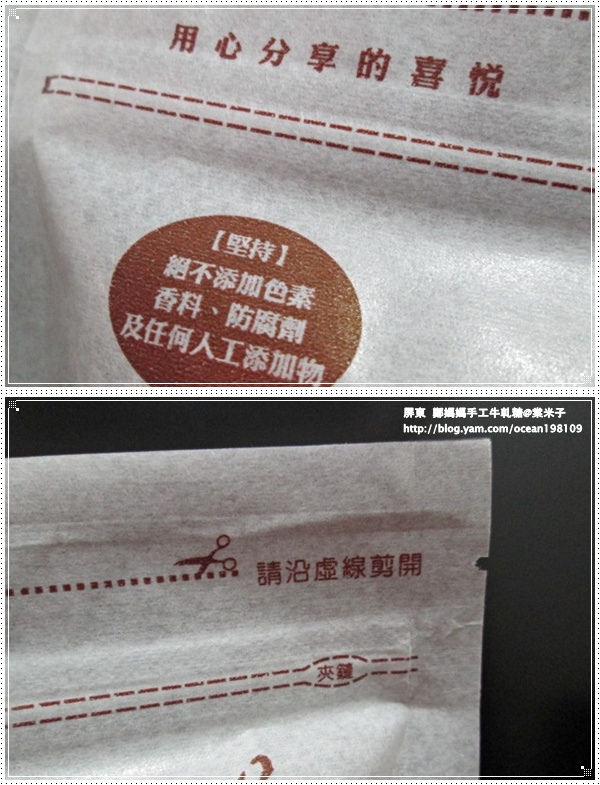 用心分享的喜悅
【堅持】
絕不添加色素
香料、防腐劑
及任何人工添加物
屏東 鄭媽媽手工牛軋糖@棠米子
http://blog.yam.com/ocean198109
請沿虛線剪開
夾鏈